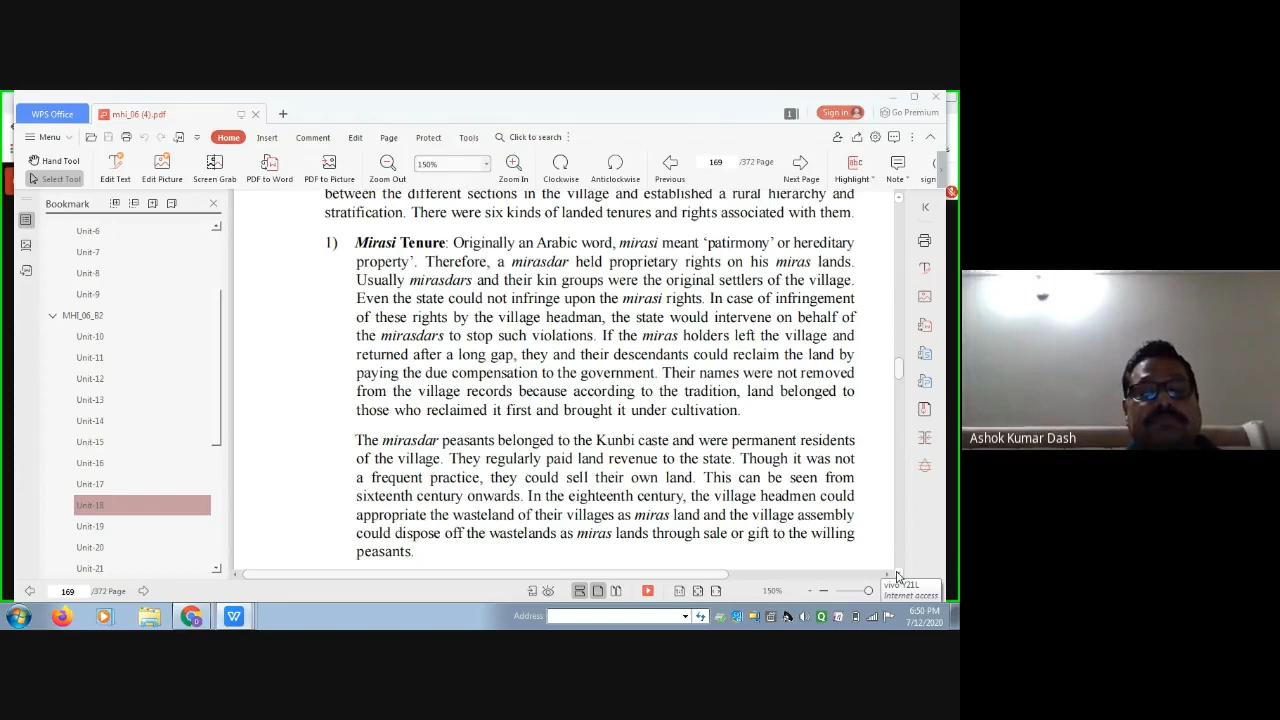 WPS Office
mhi_06 (4).pdf
1
Sign in
Go Premium
Menu
Home
Insert
Comment
Edit
Page
Protect
Tools
Click to search
Hand Tool
Select Tool
Edit Text
Edit Picture
Screen Grab
PDF to Word
PDF to Picture
Zoom Out
150%
Zoom In
Clockwise
Anticlockwise
Previous
169
/372 Page
Next Page
Highlight
Note
sign
Bookmark
Unit-6
Unit-7
Unit-8
Unit-9
MHI_06_B2
Unit-10
Unit-11
Unit-12
Unit-13
Unit-14
Unit-15
Unit-16
Unit-17
Unit-18
Unit-19
Unit-20
Unit-21
between the different sections in the village and established a rural hierarchy and
stratification. There were six kinds of landed tenures and rights associated with them.
1) Mirasi Tenure: Originally an Arabic word, mirasi meant ‘patirmony’ or hereditary
property’. Therefore, a mirasdar held proprietary rights on his miras lands.
Usually mirasdars and their kin groups were the original settlers of the village.
Even the state could not infringe upon the mirasi rights. In case of infringement
of these rights by the village headman, the state would intervene on behalf of
the mirasdars to stop such violations. If the miras holders left the village and
returned after a long gap, they and their descendants could reclaim the land by
paying the due compensation to the government. Their names were not removed
from the village records because according to the tradition, land belonged to
those who reclaimed it first and brought it under cultivation.
The mirasdar peasants belonged to the Kunbi caste and were permanent residents
of the village. They regularly paid land revenue to the state. Though it was not
a frequent practice, they could sell their own land. This can be seen from
sixteenth century onwards. In the eighteenth century, the village headmen could
appropriate the wasteland of their villages as miras land and the village assembly
could dispose off the wastelands as miras lands through sale or gift to the willing
peasants.
169
/372 Page
150%
vivo Y21L
Internet access
Address
6:50 PM
7/12/2020
Ashok Kumar Dash